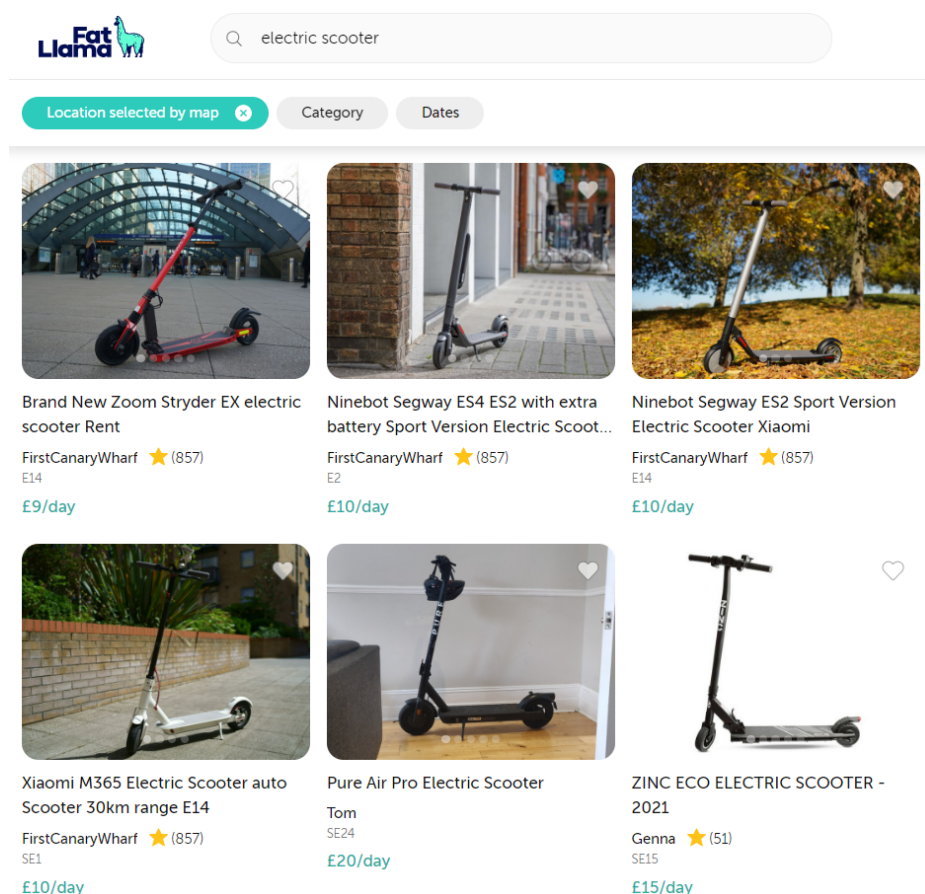 Fat
Llama
electric scooter
Location selected by map
Category
Dates
Brand New Zoom Stryder EX electric
scooter Rent
FirstCanaryWharf (857)
E14
£9/day
Ninebot Segway ES4 ES2 with extra
battery Sport Version Electric Scoot...
FirstCanaryWharf (857)
E2
£10/day
Ninebot Segway ES2 Sport Version
Electric Scooter Xiaomi
FirstCanaryWharf (857)
E14
£10/day
PURE
ZINC
Xiaomi M365 Electric Scooter auto
Scooter 30km range E14
FirstCanaryWharf (857)
SE1
£10/day
Pure Air Pro Electric Scooter
Tom
SE24
£20/day
ZINC ECO ELECTRIC SCOOTER -
2021
Genna (51)
SE15
£15/day